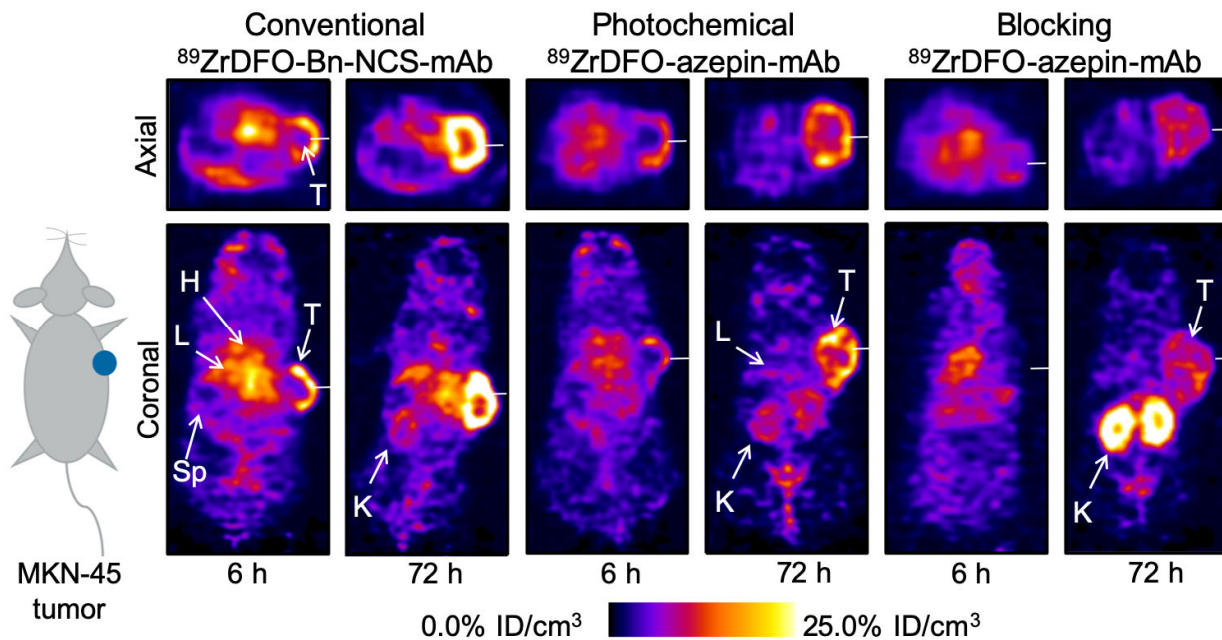 Conventional
⁸⁹ZrDFO-Bn-NCS-mAb
Photochemical
⁸⁹ZrDFO-azepin-mAb
Blocking
⁸⁹ZrDFO-azepin-mAb
Axial
T
Coronal
H
L
T
Sp
K
L
T
K
T
K
MKN-45
tumor
6 h
72 h
6 h
72 h
6 h
72 h
0.0% ID/cm³
25.0% ID/cm³